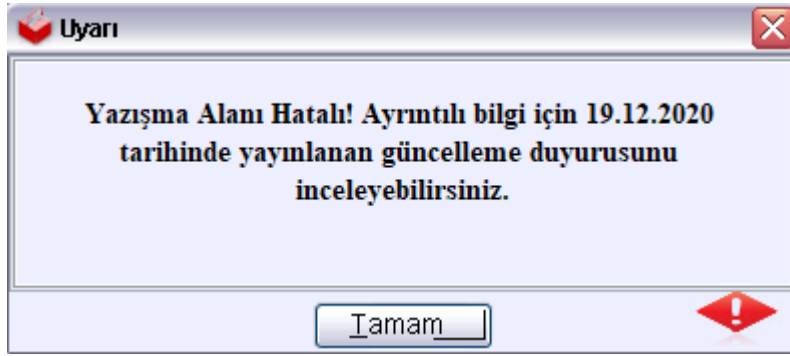 Uyarı
Yazışma Alanı Hatalı! Ayrıntılı bilgi için 19.12.2020
tarihinde yayınlanan güncelleme duyurusunu
inceleyebilirsiniz.
Tamam